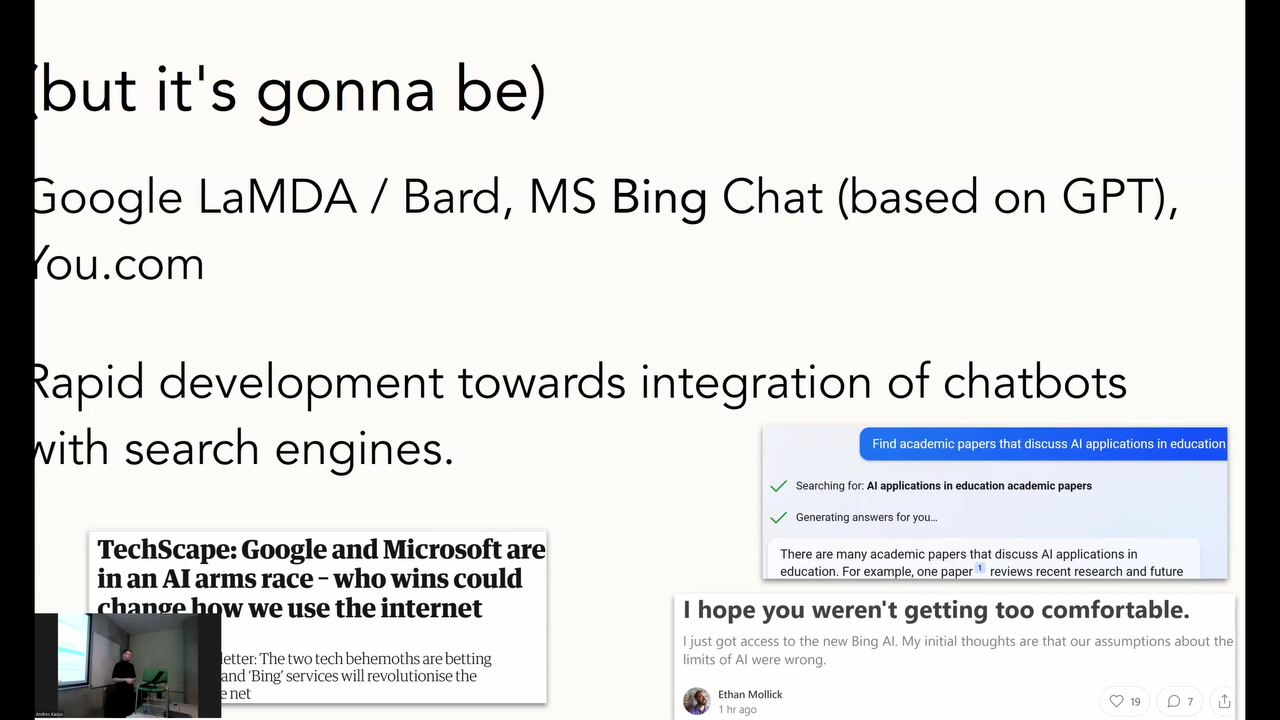 (but it's gonna be)
Google LaMDA / Bard, MS Bing Chat (based on GPT),
You.com
Rapid development towards integration of chatbots
with search engines.
Find academic papers that discuss AI applications in education
Searching for: AI applications in education academic papers
Generating answers for you...
There are many academic papers that discuss AI applications in
education. For example, one paper 1 reviews recent research and future
TechScape: Google and Microsoft are
in an AI arms race – who wins could
change how we use the internet
letter: The two tech behemoths are betting
and ‘Bing’ services will revolutionise the
net
I hope you weren't getting too comfortable.
I just got access to the new Bing AI. My initial thoughts are that our assumptions about the
limits of AI were wrong.
Ethan Mollick
1 hr ago
19
7
Andres Karjus